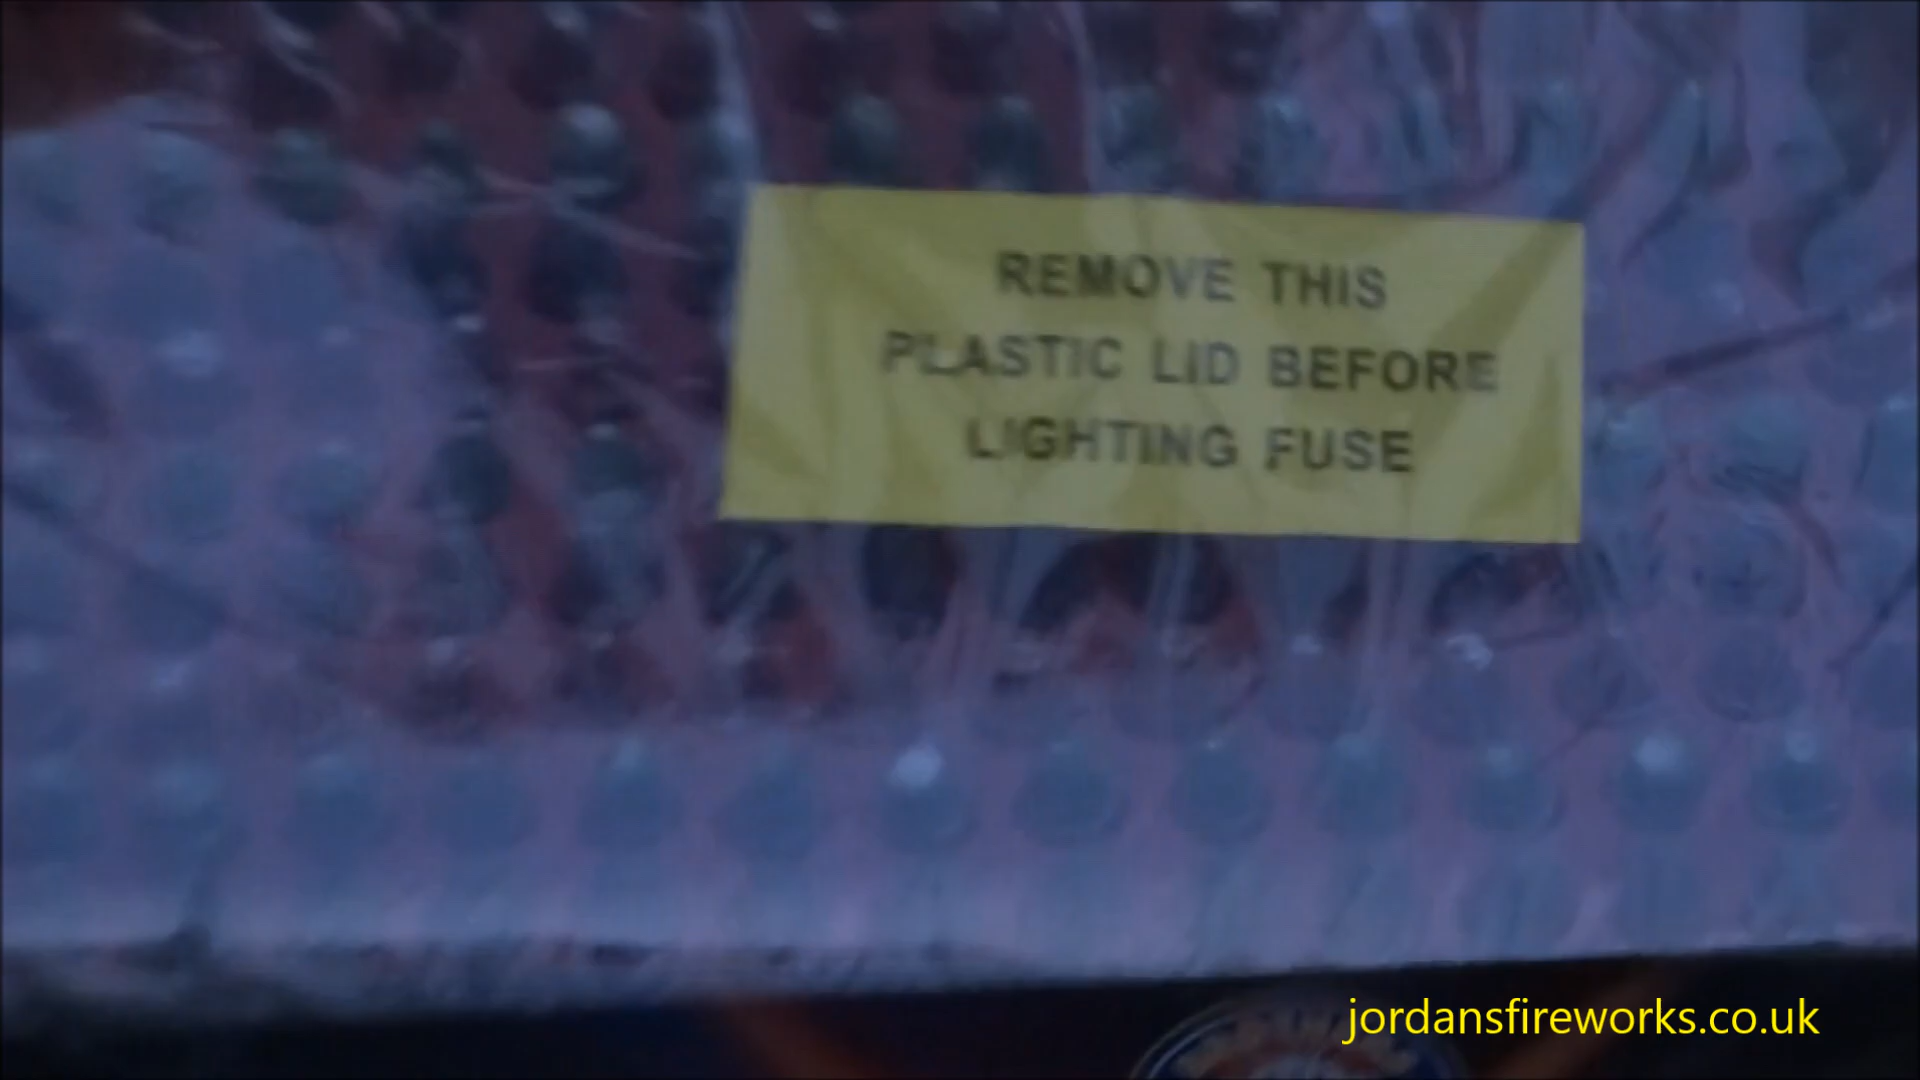 REMOVE THIS
PLASTIC LID BEFORE
LIGHTING FUSE
jordansfireworks.co.uk